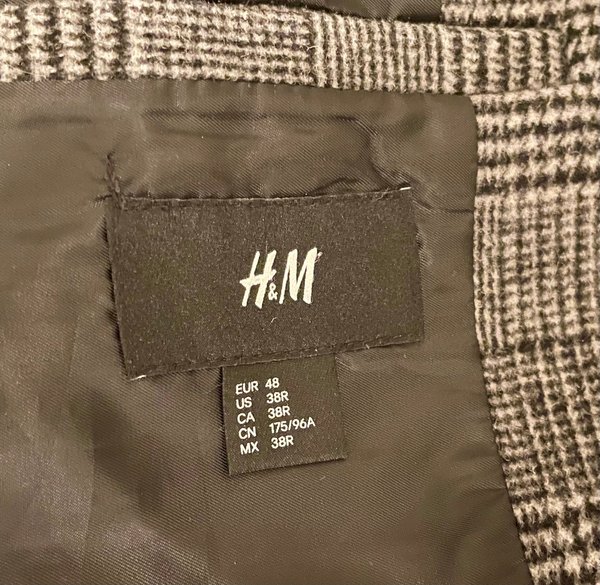 H&M
EUR 48
US 38R
CA 38R
CN 175/96A
MX 38R